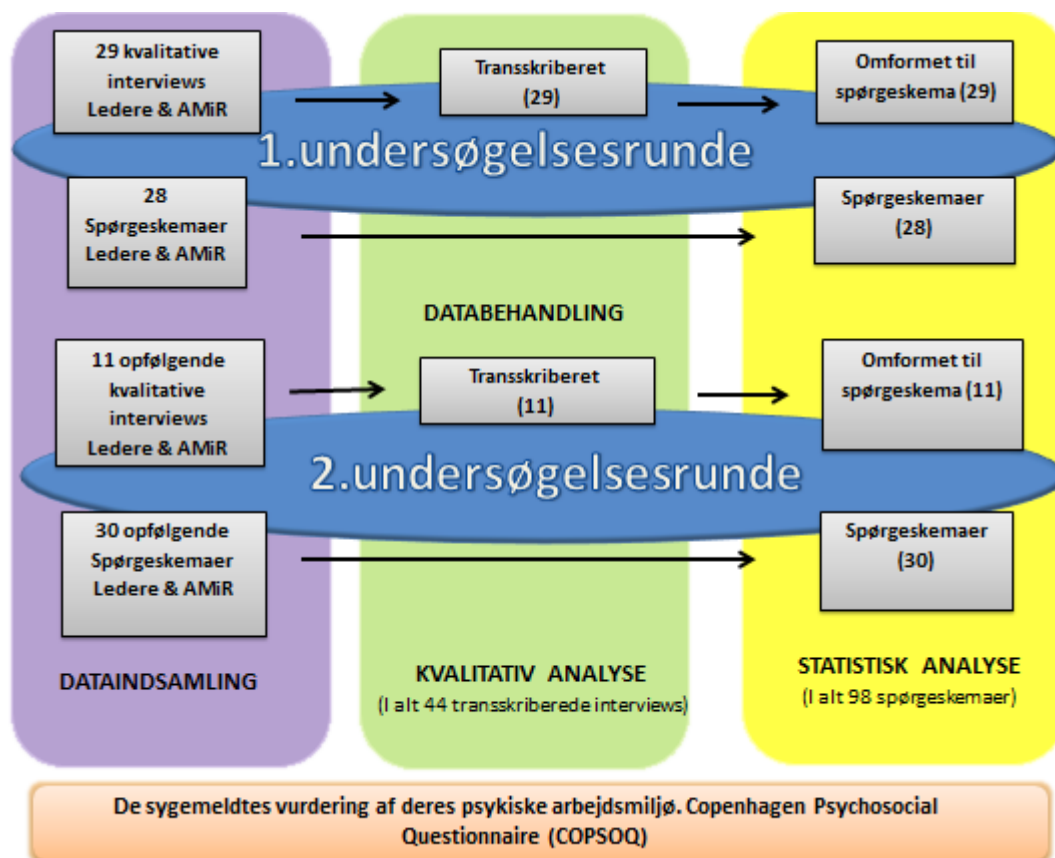 29 kvalitative
interviews
Ledere & AMiR
Transskriberet
(29)
Omformet til
spørgeskema (29)
1.undersøgelsesrunde
28
Spørgeskemaer
Ledere & AMiR
Spørgeskemaer
(28)
DATABEHANDLING
11 opfølgende
kvalitative
interviews
Ledere & AMiR
Transskriberet
(11)
Omformet til
spørgeskema (11)
2.undersøgelsesrunde
30 opfølgende
Spørgeskemaer
Ledere & AMiR
Spørgeskemaer
(30)
DATAINDSAMLING
KVALITATIV ANALYSE
(I alt 44 transskriberede interviews)
STATISTISK ANALYSE
(I alt 98 spørgeskemaer)
De sygemeldtes vurdering af deres psykiske arbejdsmiljø. Copenhagen Psychosocial
Questionnaire (COPSOQ)